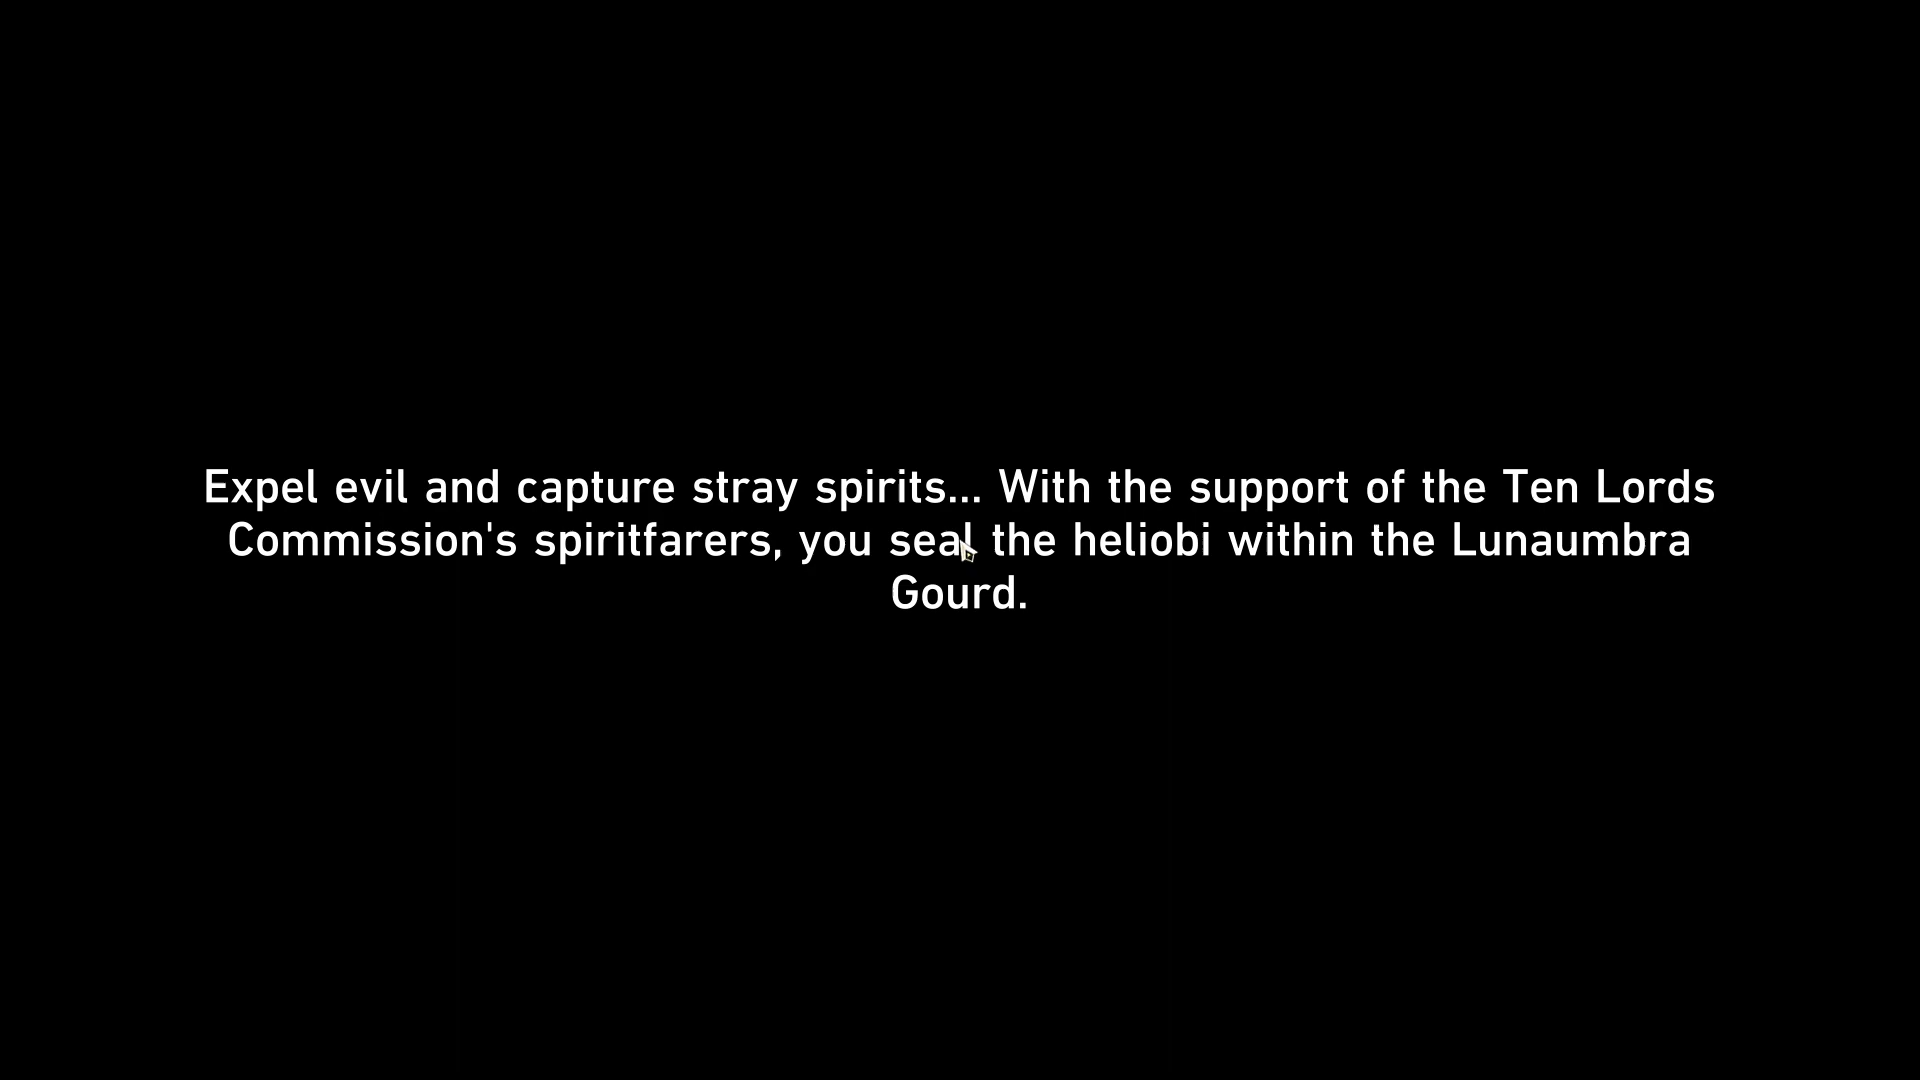 Expel evil and capture stray spirits... With the support of the Ten Lords
Commission's spiritfarers, you seal the heliobi within the Lunaumbra
Gourd.